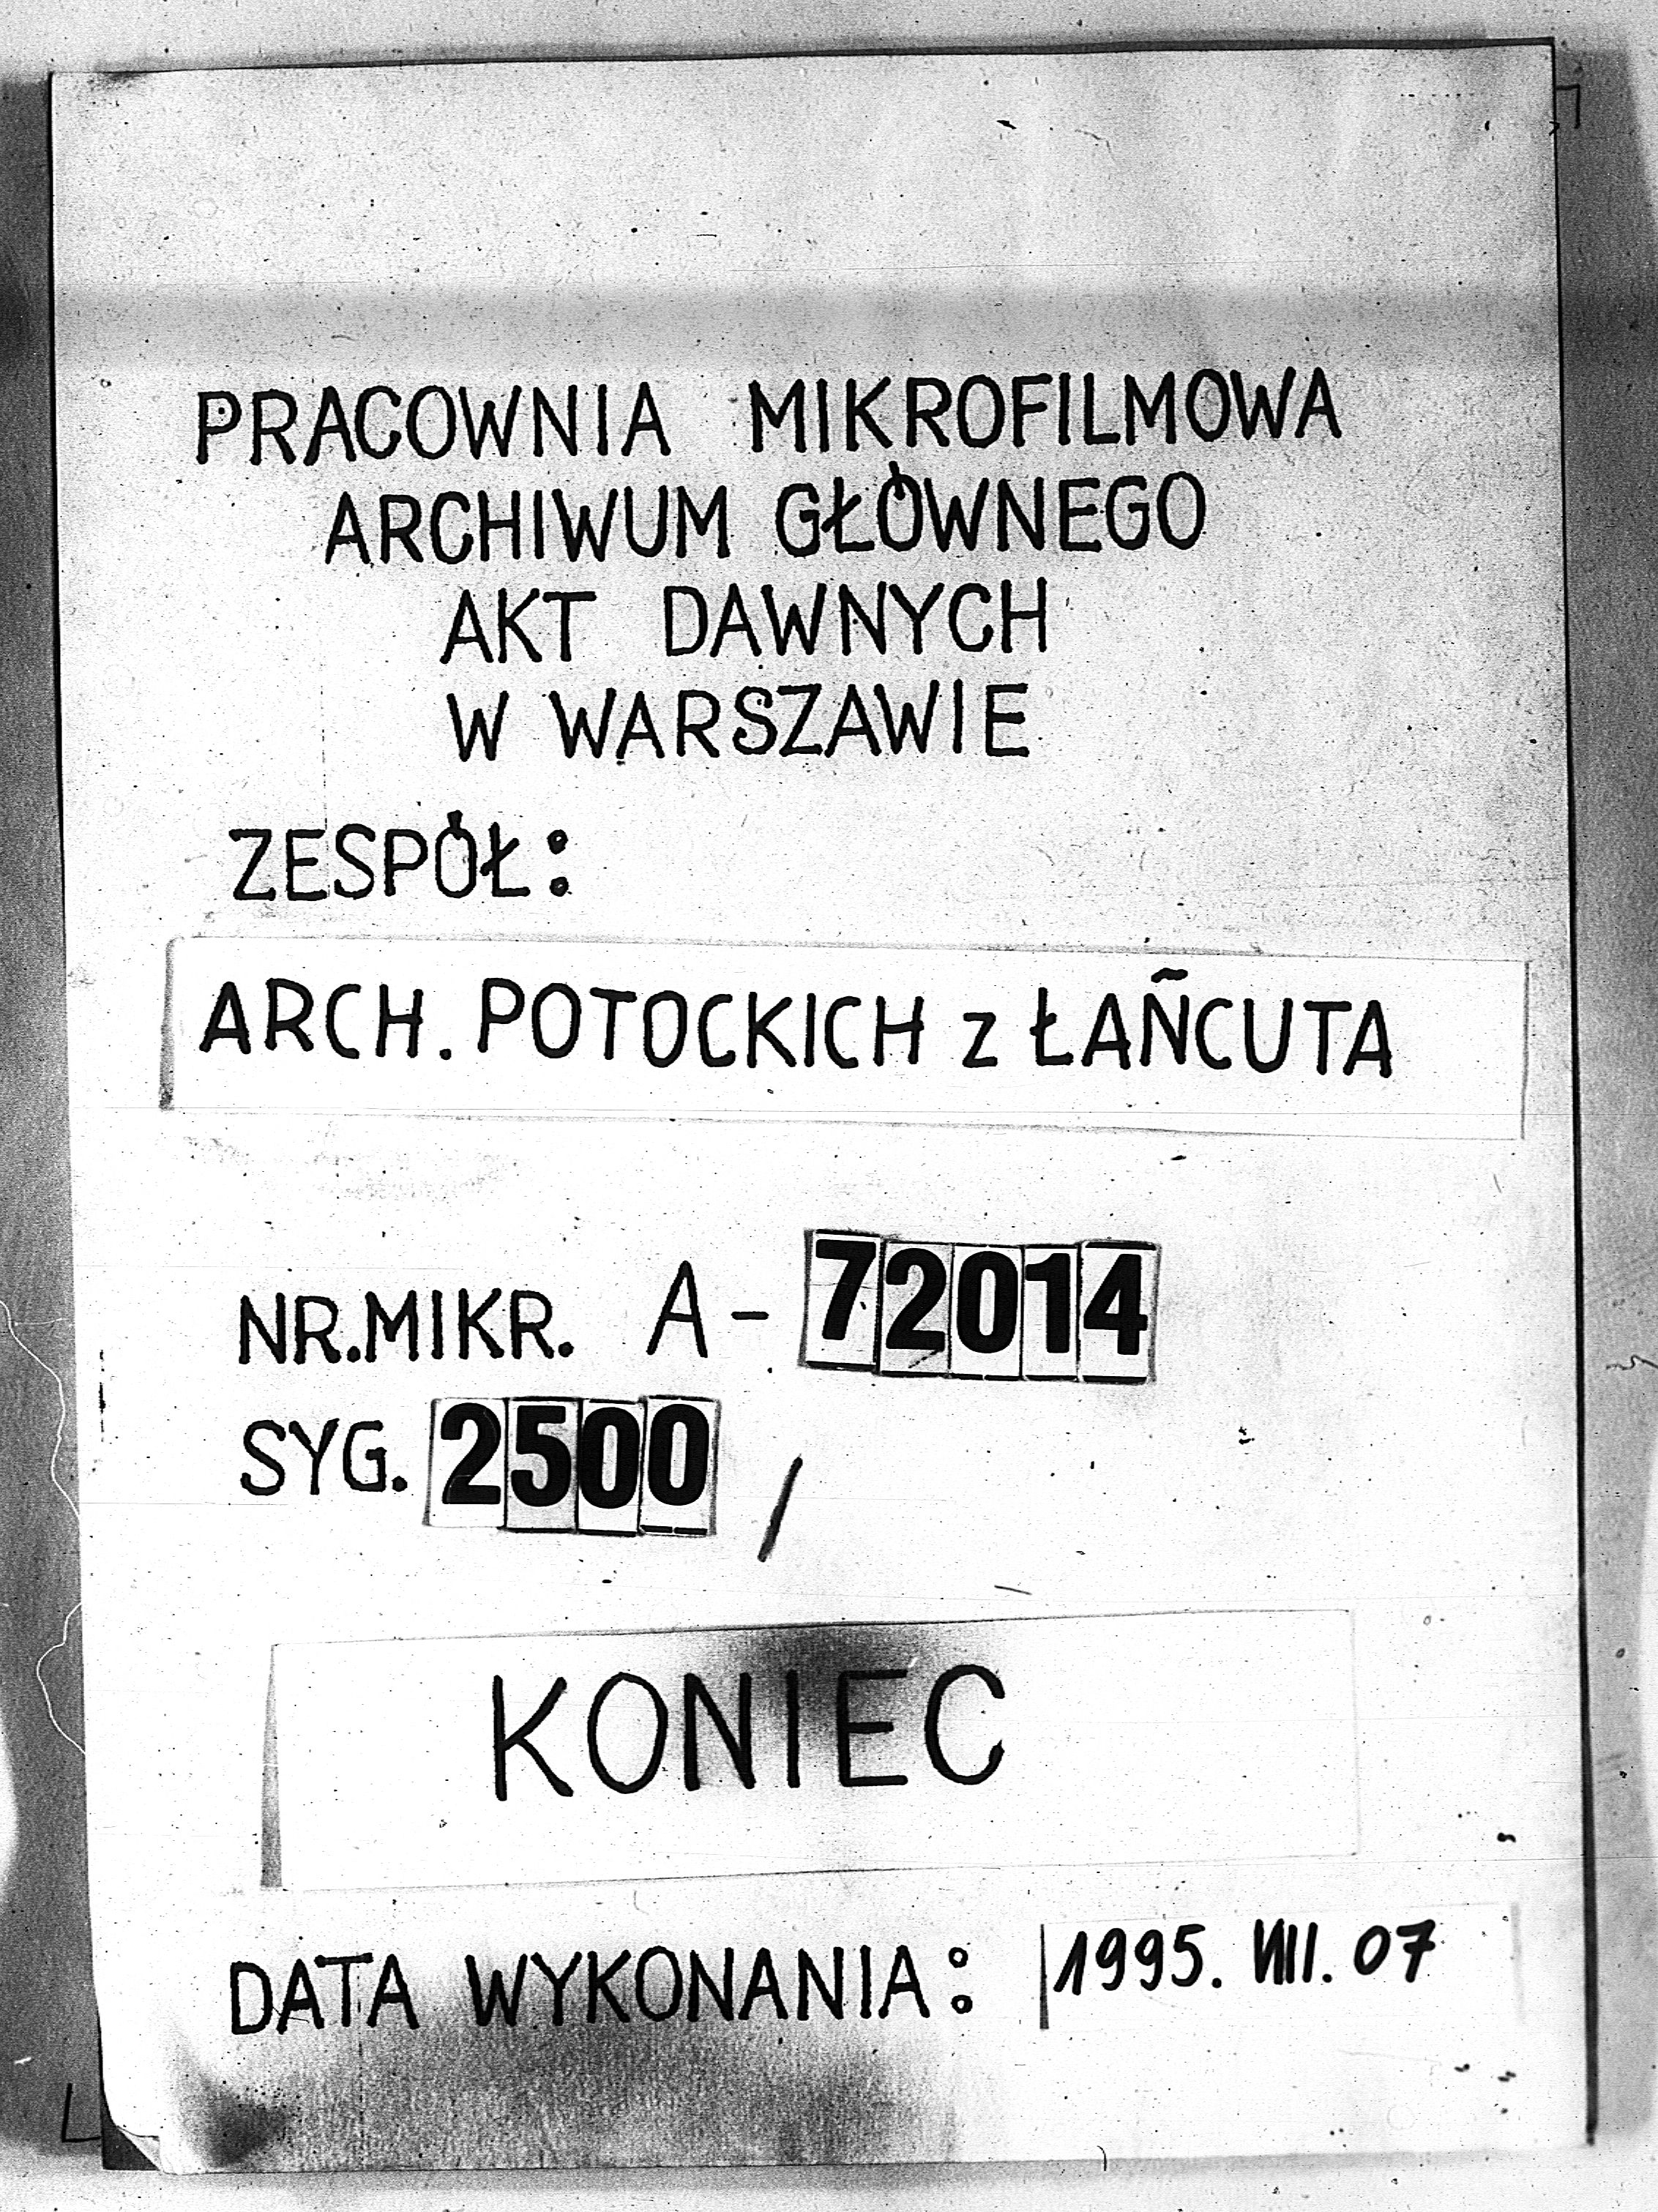 PRACOWNIA MIKROFILMOWA
ARCHIWUM GŁÓWNEGO
AKT DAWNYCH
W WARSZAWIE
ZESPÓŁ:
ARCH. POTOCKICH z ŁAŃCUTA
NR.MIKR. A-72014
SYG. 2500 /
KONIEC
DATA WYKONANIA: 1995. VIII. 07